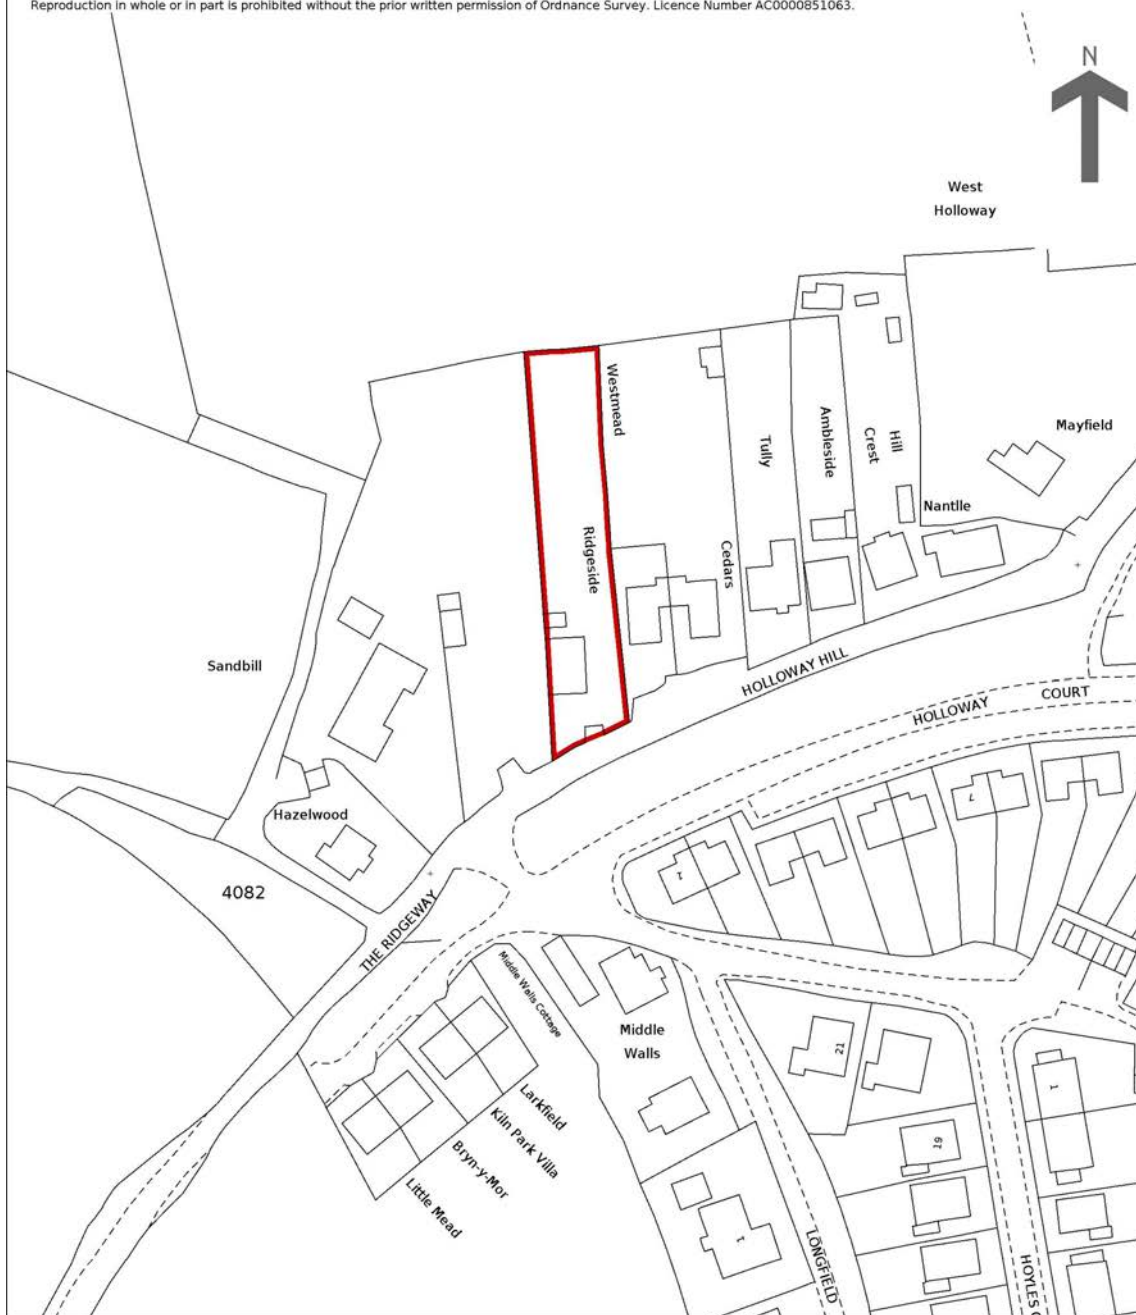 Reproduction in whole or in part is prohibited without the prior written permission of Ordnance Survey. Licence Number AC0000851063.
N
West
Holloway
Westmead
Mayfield
Ambleside
Tully
Hill
Crest
Nantlle
Ridgeside
Cedars
Sandbill
HOLLOWAY HILL
HOLLOWAY COURT
7
Hazelwood
1
4082
THE RIDGEWAY
Middle Walls Cottage
Middle
Walls
21
1
19
Larkfield
Kiln Park Villa
Bryn-y-Mor
Little Mead
1
LONGFIELD
HOYLES